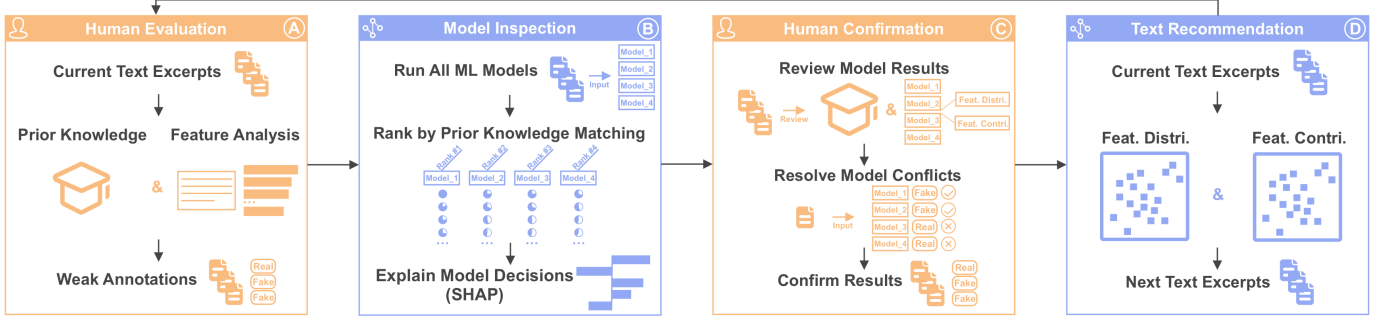 Human Evaluation
A
Current Text Excerpts
Prior Knowledge
Feature Analysis
&
Weak Annotations
Real
Fake
Fake
Model Inspection
B
Run All ML Models
Input
Model_1
Model_2
Model_3
Model_4
Rank by Prior Knowledge Matching
Rank #1
Rank #2
Rank #3
Rank #4
Model_1
Model_2
Model_3
Model_4
...
...
...
...
Explain Model Decisions
(SHAP)
Human Confirmation
C
Review Model Results
Review
&
Model_1
Model_2
Model_3
Model_4
Feat. Distri.
Feat. Contri.
Resolve Model Conflicts
Input
Model_1 Fake
Model_2 Fake
Model_3 Real
Model_4 Real
Confirm Results
Real
Fake
Fake
Text Recommendation
D
Current Text Excerpts
Feat. Distri.
Feat. Contri.
&
Next Text Excerpts